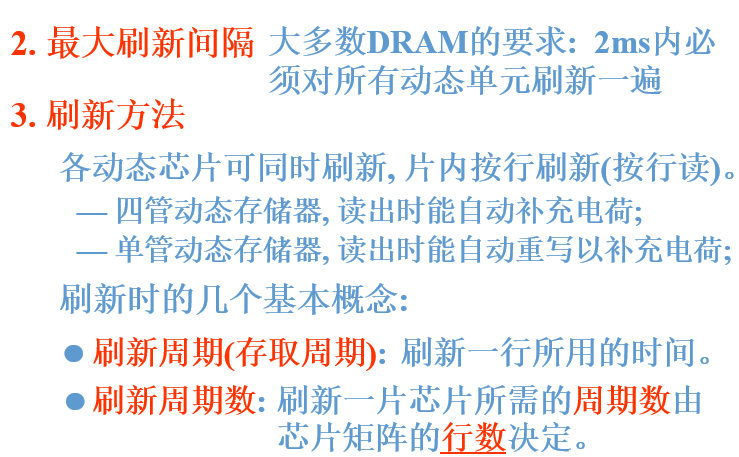 2. 最大刷新间隔 大多数DRAM的要求: 2ms内必
须对所有动态单元刷新一遍
3. 刷新方法
各动态芯片可同时刷新, 片内按行刷新(按行读)。
— 四管动态存储器, 读出时能自动补充电荷;
— 单管动态存储器, 读出时能自动重写以补充电荷;
刷新时的几个基本概念:
● 刷新周期(存取周期): 刷新一行所用的时间。
● 刷新周期数: 刷新一片芯片所需的周期数由
芯片矩阵的行数决定。